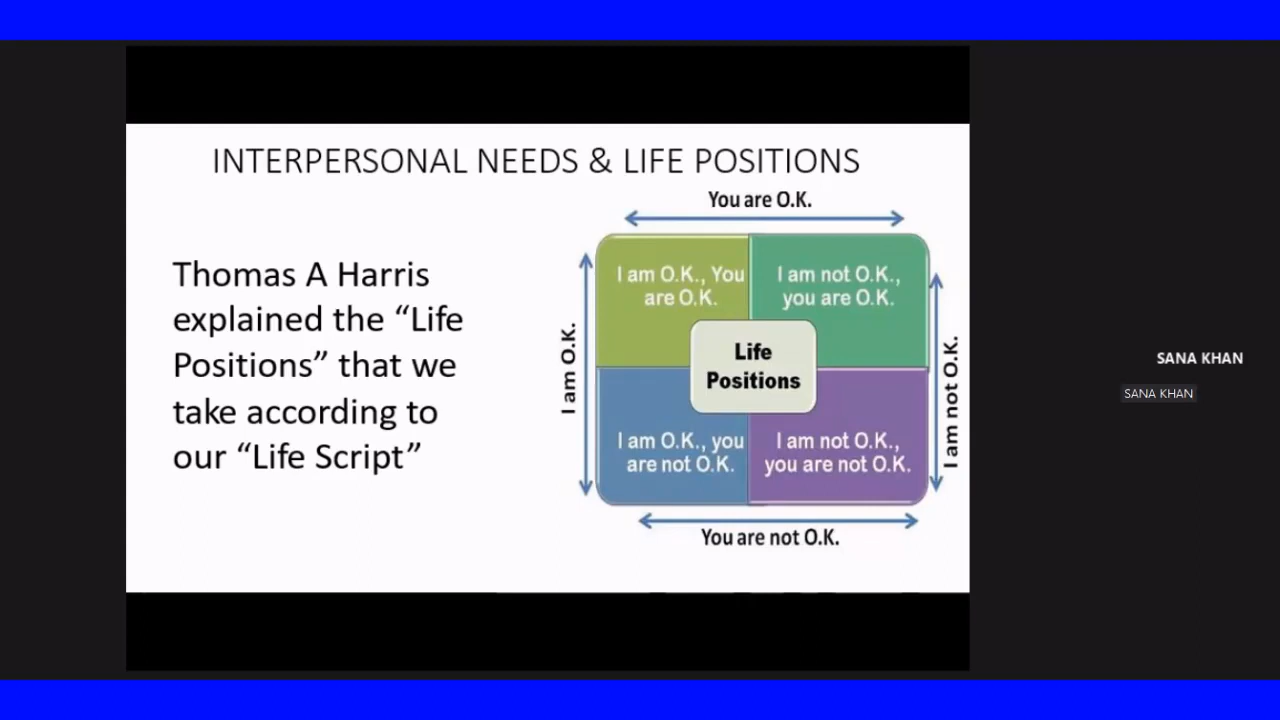 INTERPERSONAL NEEDS & LIFE POSITIONS
Thomas A Harris
explained the “Life
Positions” that we
take according to
our “Life Script”
You are O.K.
I am O.K.
I am O.K., You
are O.K.
I am not O.K.,
you are O.K.
Life
Positions
I am O.K., you
are not O.K.
I am not O.K.,
you are not O.K.
I am not O.K.
You are not O.K.
SANA KHAN
SANA KHAN